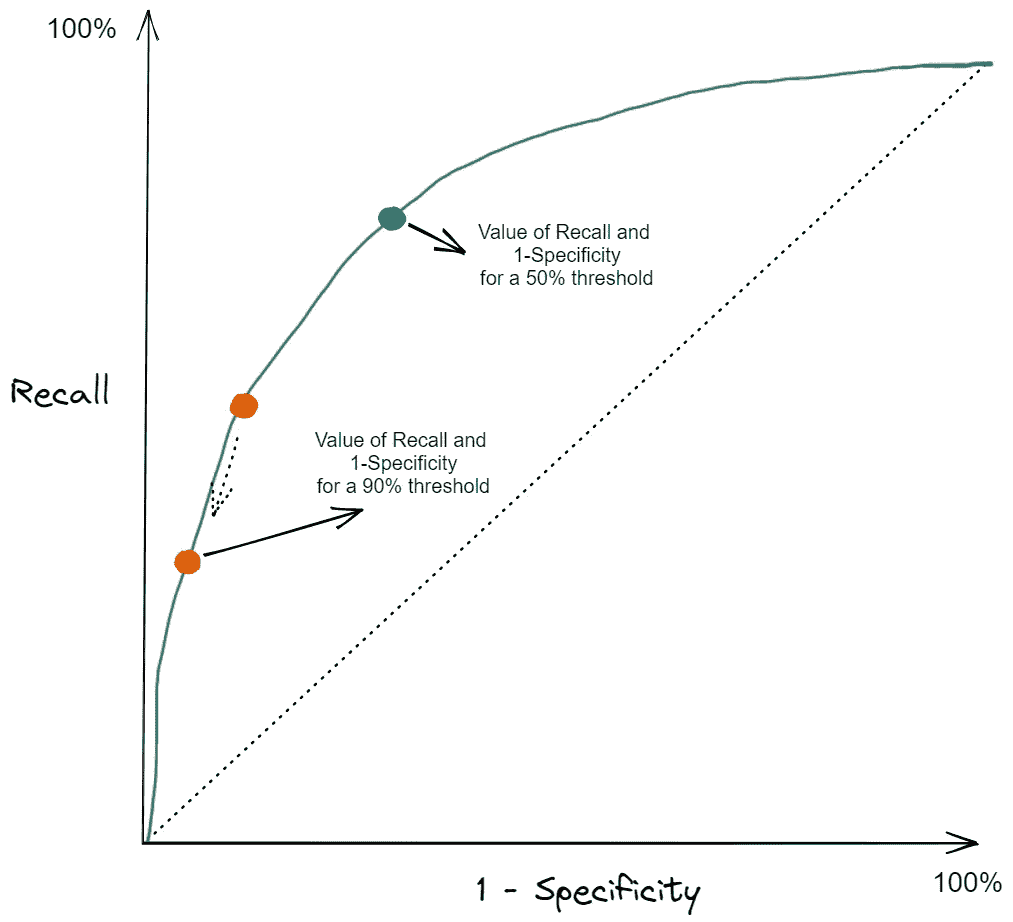 100%
Value of Recall and
1-Specificity
for a 50% threshold
Recall
Value of Recall and
1-Specificity
for a 90% threshold
1 - Specificity
100%